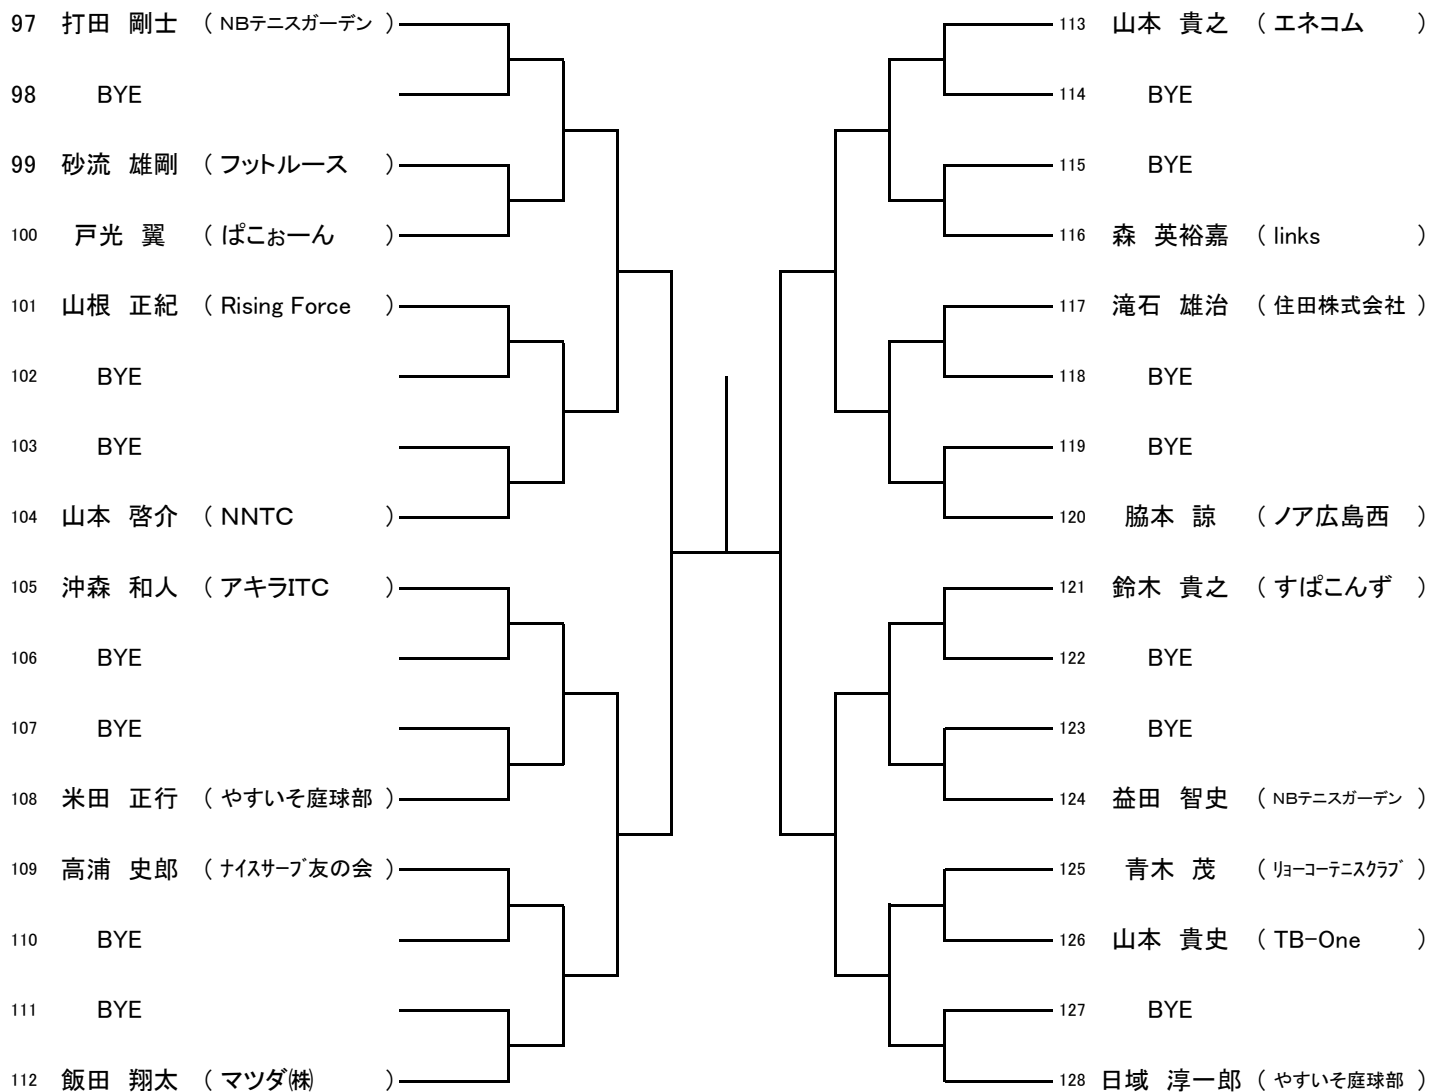 97 打田 剛士 ( NBテニスガーデン )
98 BYE
99 砂流 雄剛 ( フットルース )
100 戸光 翼 ( ぱこぉーん )
101 山根 正紀 ( Rising Force )
102 BYE
103 BYE
104 山本 啓介 ( NNTC )
105 沖森 和人 ( アキラITC )
106 BYE
107 BYE
108 米田 正行 ( やすいそ庭球部 )
109 高浦 史郎 ( ﾅｲｽｻｰﾌﾞ友の会 )
110 BYE
111 BYE
112 飯田 翔太 ( マツダ㈱ )
113 山本 貴之 ( エネコム )
114 BYE
115 BYE
116 森 英裕嘉 ( links )
117 滝石 雄治 ( 住田株式会社 )
118 BYE
119 BYE
120 脇本 諒 ( ノア広島西 )
121 鈴木 貴之 ( すぱこんず )
122 BYE
123 BYE
124 益田 智史 ( NBテニスガーデン )
125 青木 茂 ( ﾘｮｰｺｰﾃﾆｽｸﾗﾌﾞ )
126 山本 貴史 ( TB-One )
127 BYE
128 日域 淳一郎 ( やすいそ庭球部 )